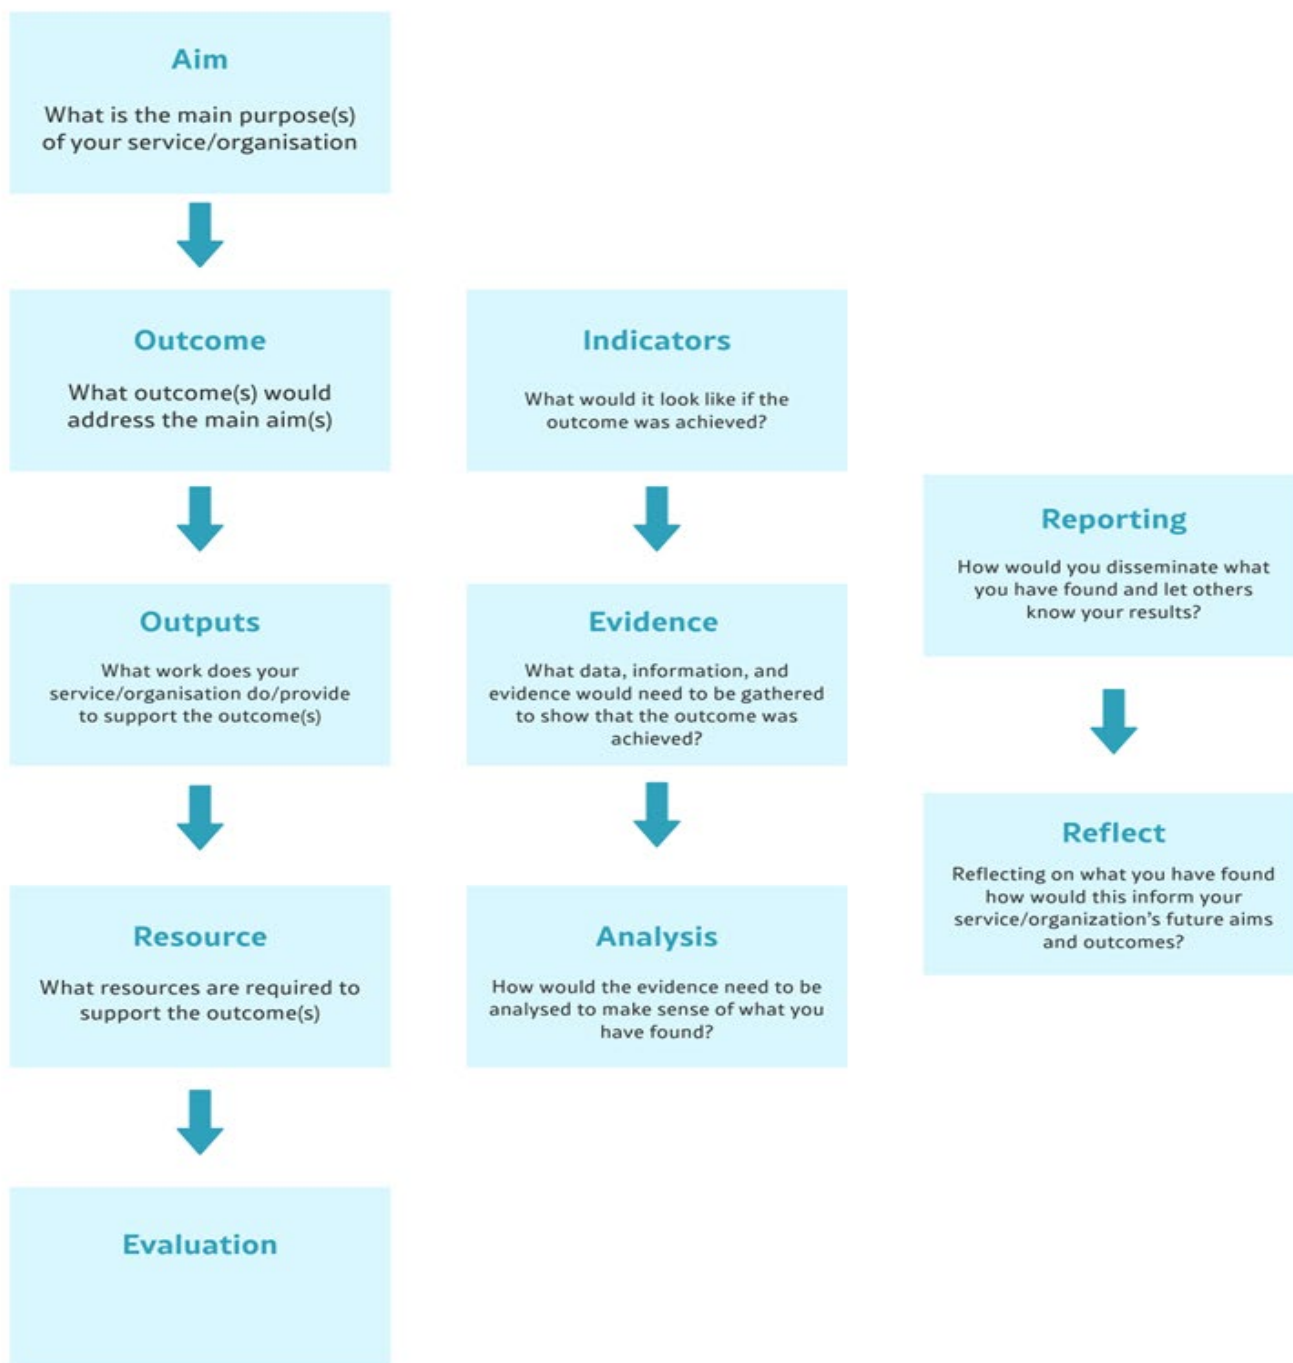 Aim
What is the main purpose(s)
of your service/organisation
Outcome
What outcome(s) would
address the main aim(s)
Outputs
What work does your
service/organisation do/provide
to support the outcome(s)
Resource
What resources are required to
support the outcome(s)
Evaluation
Indicators
What would it look like if the
outcome was achieved?
Evidence
What data, information, and
evidence would need to be gathered
to show that the outcome was
achieved?
Analysis
How would the evidence need to be
analysed to make sense of what you
have found?
Reporting
How would you disseminate what
you have found and let others
know your results?
Reflect
Reflecting on what you have found
how would this inform your
service/organization's future aims
and outcomes?